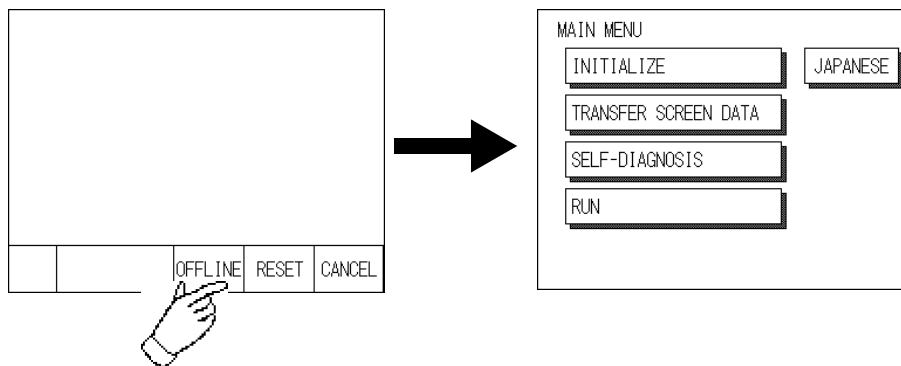 OFFLINE RESET CANCEL
MAIN MENU
INITIALIZE JAPANESE
TRANSFER SCREEN DATA
SELF-DIAGNOSIS
RUN